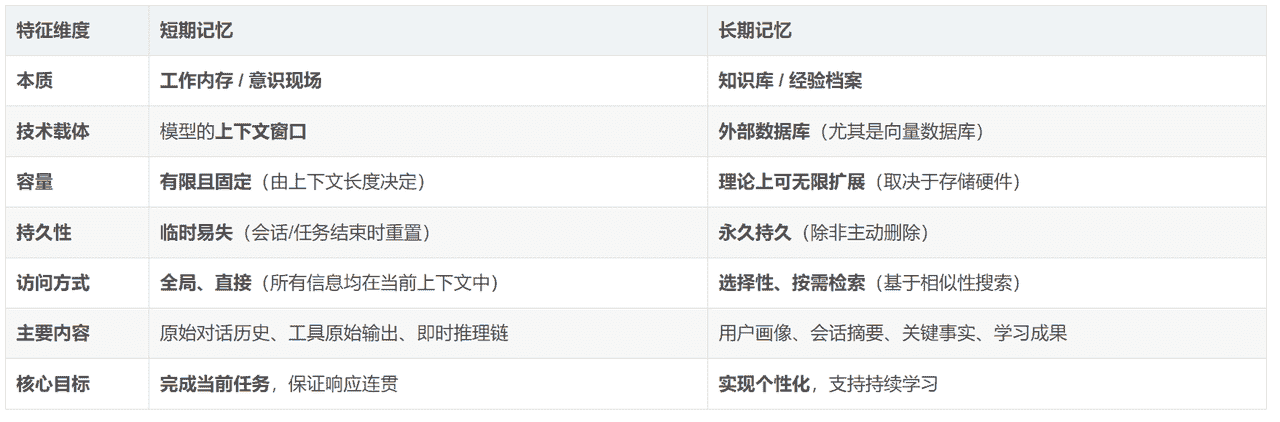 特征维度 短期记忆 长期记忆
本质 工作内存 / 意识现场 知识库 / 经验档案
技术载体 模型的上下文窗口 外部数据库（尤其是向量数据库）
容量 有限且固定（由上下文长度决定） 理论上可无限扩展（取决于存储硬件）
持久性 临时易失（会话/任务结束时重置） 永久持久（除非主动删除）
访问方式 全局、直接（所有信息均在当前上下文中） 选择性、按需检索（基于相似性搜索）
主要内容 原始对话历史、工具原始输出、即时推理链 用户画像、会话摘要、关键事实、学习成果
核心目标 完成当前任务，保证响应连贯 实现个性化，支持持续学习